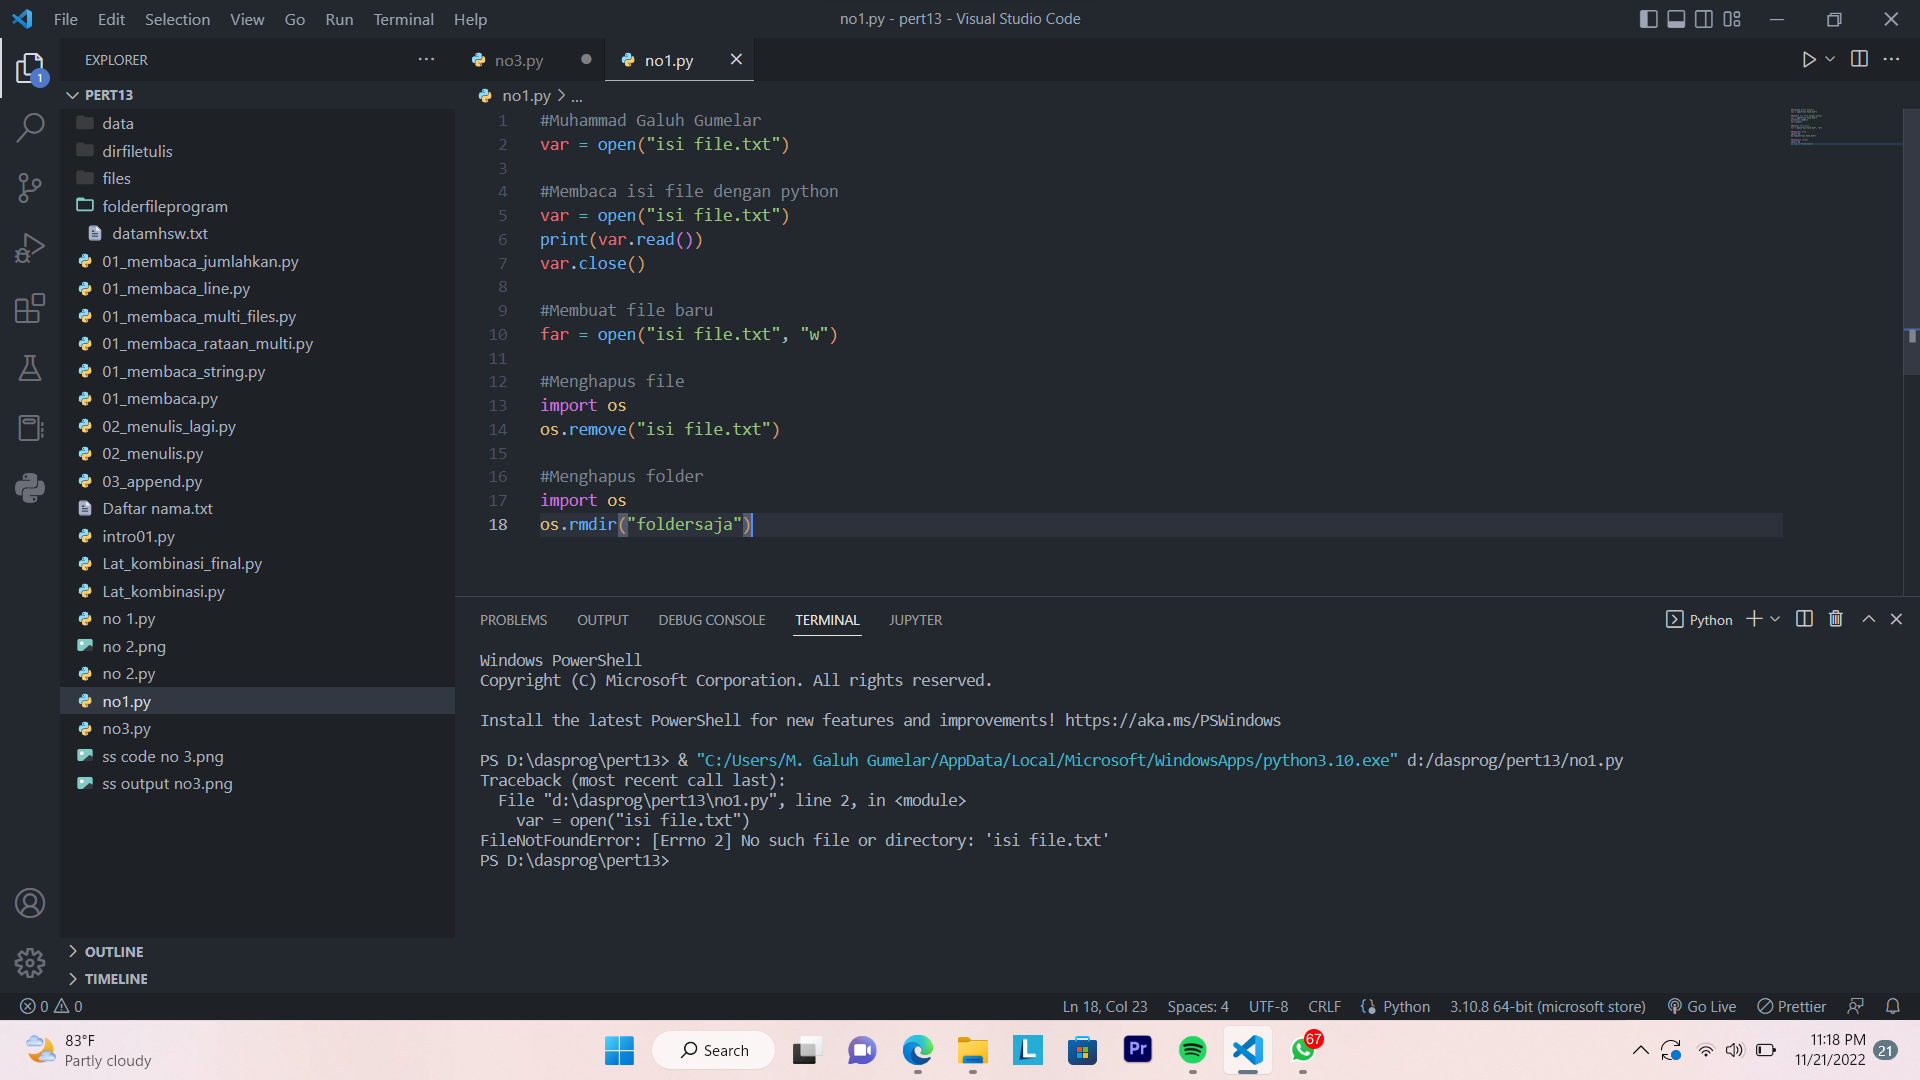 File Edit Selection View Go Run Terminal Help
no1.py - pert13 - Visual Studio Code
EXPLORER
1
PERT13
data
dirfiletulis
files
folderfileprogram
datamhsw.txt
01_membaca_jumlahkan.py
01_membaca_line.py
01_membaca_multi_files.py
01_membaca_rataan_multi.py
01_membaca_string.py
01_membaca.py
02_menulis_lagi.py
02_menulis.py
03_append.py
Daftar nama.txt
intro01.py
Lat_kombinasi_final.py
Lat_kombinasi.py
no 1.py
no 2.png
no 2.py
no1.py
no3.py
ss code no 3.png
ss output no3.png
OUTLINE
TIMELINE
no3.py
no1.py
no1.py > ...
1 #Muhammad Galuh Gumelar
2 var = open("isi file.txt")
3
4 #Membaca isi file dengan python
5 var = open("isi file.txt")
6 print(var.read())
7 var.close()
8
9 #Membuat file baru
10 far = open("isi file.txt", "w")
11
12 #Menghapus file
13 import os
14 os.remove("isi file.txt")
15
16 #Menghapus folder
17 import os
18 os.rmdir("foldersaja")
PROBLEMS OUTPUT DEBUG CONSOLE TERMINAL JUPYTER
Python
Windows PowerShell
Copyright (C) Microsoft Corporation. All rights reserved.
Install the latest PowerShell for new features and improvements! https://aka.ms/PSWindows
PS D:\dasprog\pert13> & "C:/Users/M. Galuh Gumelar/AppData/Local/Microsoft/WindowsApps/python3.10.exe" d:/dasprog/pert13/no1.py
Traceback (most recent call last):
File "d:\dasprog\pert13\no1.py", line 2, in <module>
var = open("isi file.txt")
FileNotFoundError: [Errno 2] No such file or directory: 'isi file.txt'
PS D:\dasprog\pert13>
0 0
Ln 18, Col 23 Spaces: 4 UTF-8 CRLF Python 3.10.8 64-bit (microsoft store) Go Live Prettier
83°F
Partly cloudy
Search
L
Pr
67
11:18 PM
11/21/2022
21